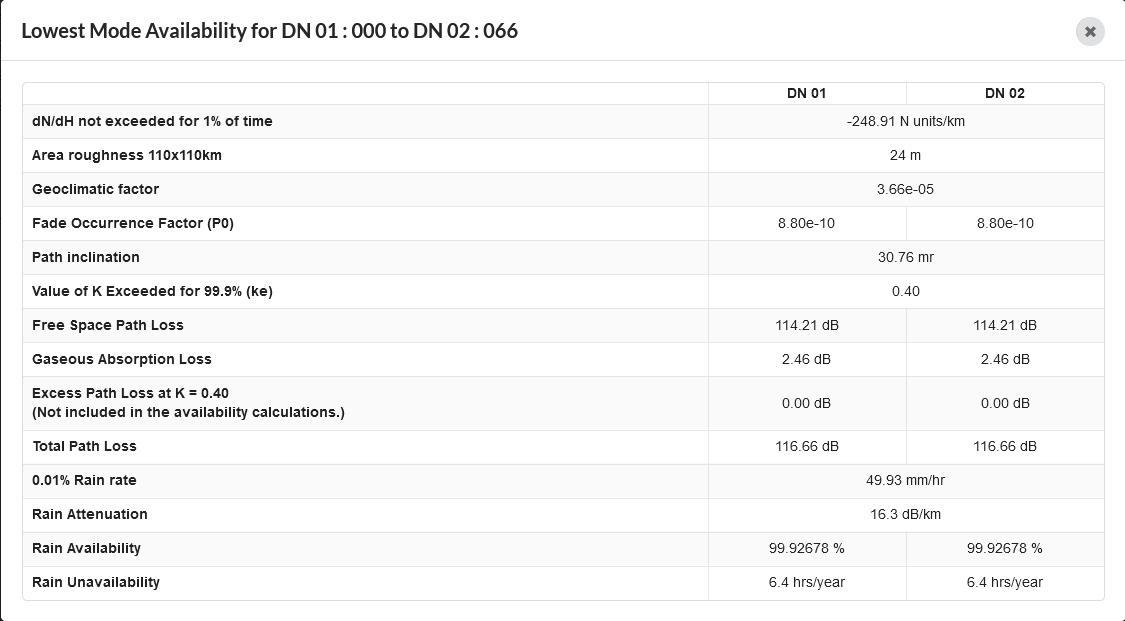 Lowest Mode Availability for DN 01 : 000 to DN 02 : 066
DN 01 DN 02
dN/dH not exceeded for 1% of time -248.91 N units/km
Area roughness 110x110km 24 m
Geoclimatic factor 3.66e-05
Fade Occurrence Factor (P0) 8.80e-10 8.80e-10
Path inclination 30.76 mr
Value of K Exceeded for 99.9% (ke) 0.40
Free Space Path Loss 114.21 dB 114.21 dB
Gaseous Absorption Loss 2.46 dB 2.46 dB
Excess Path Loss at K = 0.40
(Not included in the availability calculations.) 0.00 dB 0.00 dB
Total Path Loss 116.66 dB 116.66 dB
0.01% Rain rate 49.93 mm/hr
Rain Attenuation 16.3 dB/km
Rain Availability 99.92678 % 99.92678 %
Rain Unavailability 6.4 hrs/year 6.4 hrs/year